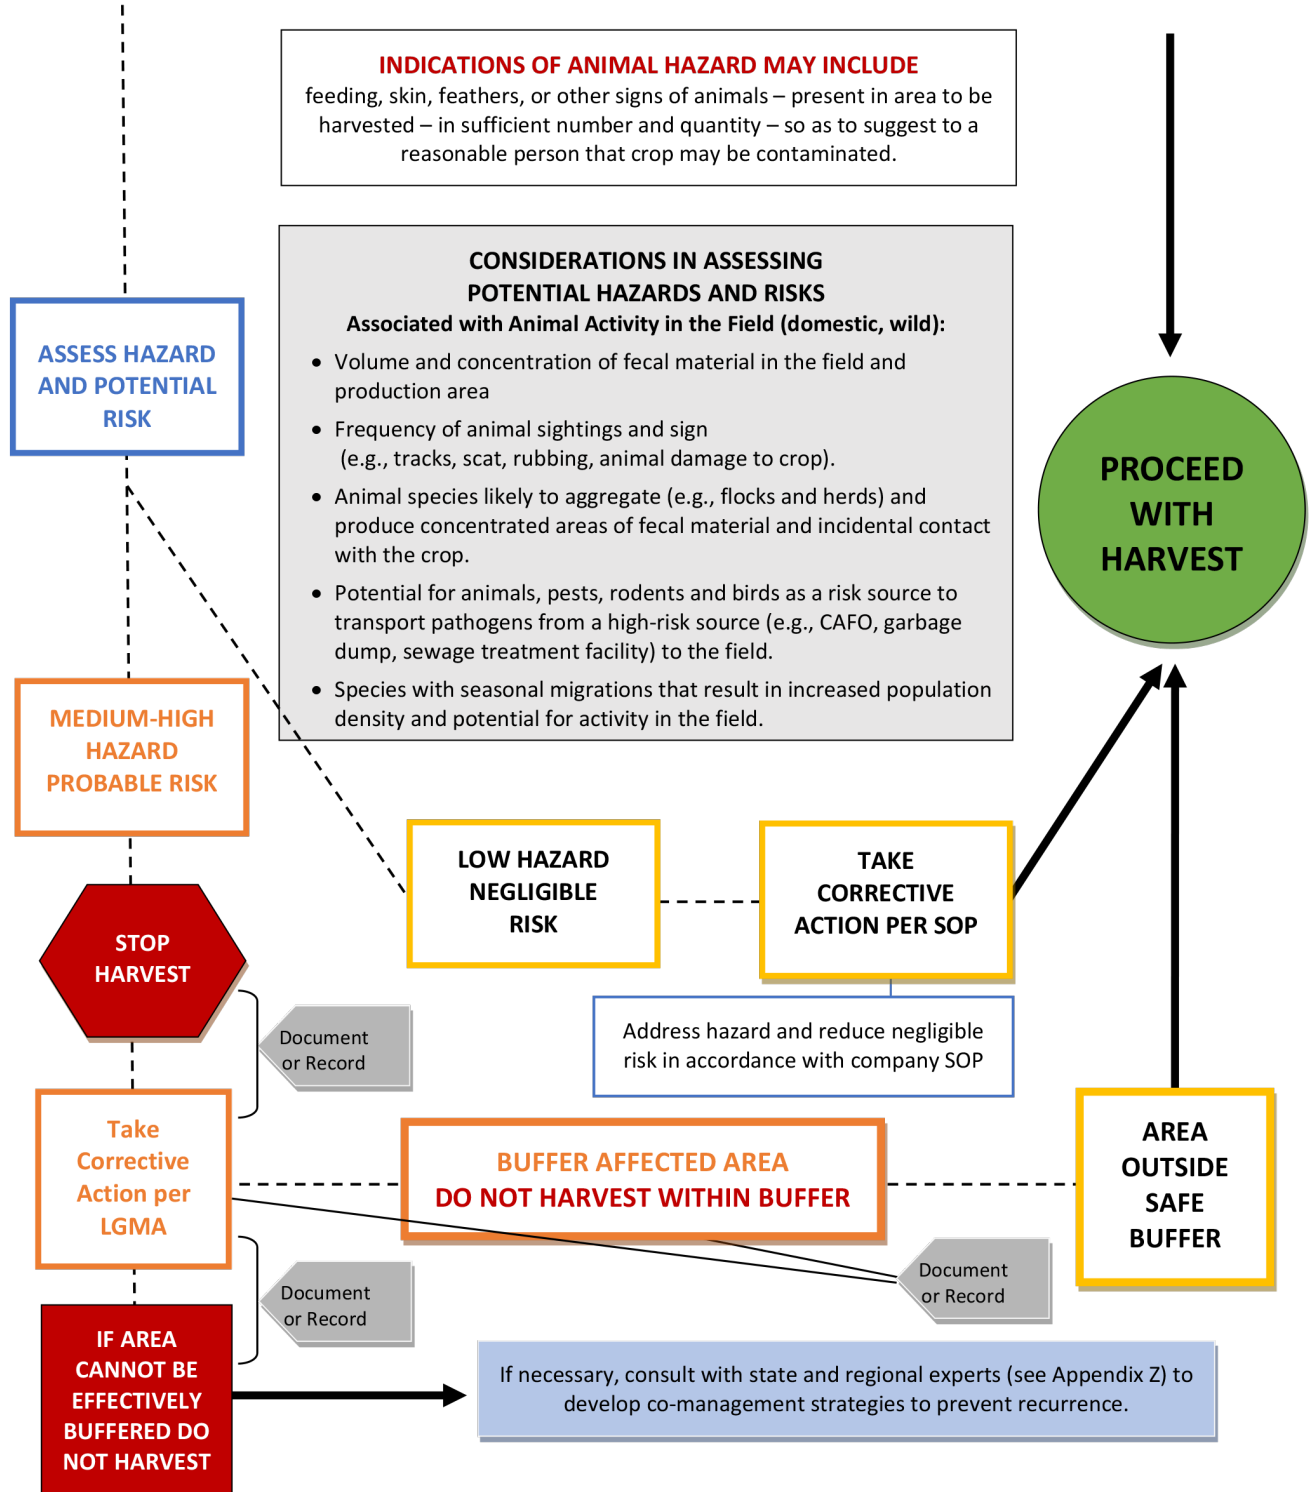 INDICATIONS OF ANIMAL HAZARD MAY INCLUDE
feeding, skin, feathers, or other signs of animals – present in area to be
harvested – in sufficient number and quantity – so as to suggest to a
reasonable person that crop may be contaminated.
CONSIDERATIONS IN ASSESSING
POTENTIAL HAZARDS AND RISKS
Associated with Animal Activity in the Field (domestic, wild):
• Volume and concentration of fecal material in the field and
production area
• Frequency of animal sightings and sign
(e.g., tracks, scat, rubbing, animal damage to crop).
• Animal species likely to aggregate (e.g., flocks and herds) and
produce concentrated areas of fecal material and incidental contact
with the crop.
• Potential for animals, pests, rodents and birds as a risk source to
transport pathogens from a high-risk source (e.g., CAFO, garbage
dump, sewage treatment facility) to the field.
• Species with seasonal migrations that result in increased population
density and potential for activity in the field.
ASSESS HAZARD
AND POTENTIAL
RISK
PROCEED
WITH
HARVEST
MEDIUM-HIGH
HAZARD
PROBABLE RISK
LOW HAZARD
NEGLIGIBLE
RISK
TAKE
CORRECTIVE
ACTION PER SOP
STOP
HARVEST
Document
or Record
Address hazard and reduce negligible
risk in accordance with company SOP
Take
Corrective
Action per
LGMA
BUFFER AFFECTED AREA
DO NOT HARVEST WITHIN BUFFER
AREA
OUTSIDE
SAFE
BUFFER
Document
or Record
Document
or Record
IF AREA
CANNOT BE
EFFECTIVELY
BUFFERED DO
NOT HARVEST
If necessary, consult with state and regional experts (see Appendix Z) to
develop co-management strategies to prevent recurrence.